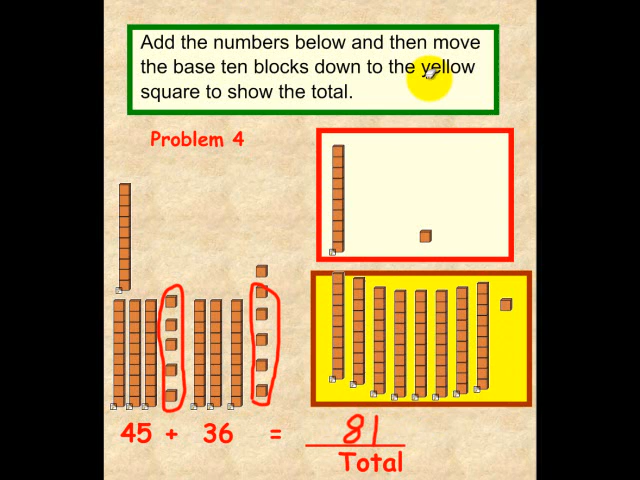 Add the numbers below and then move
the base ten blocks down to the yellow
square to show the total.
Problem 4
45 + 36 = 81
Total